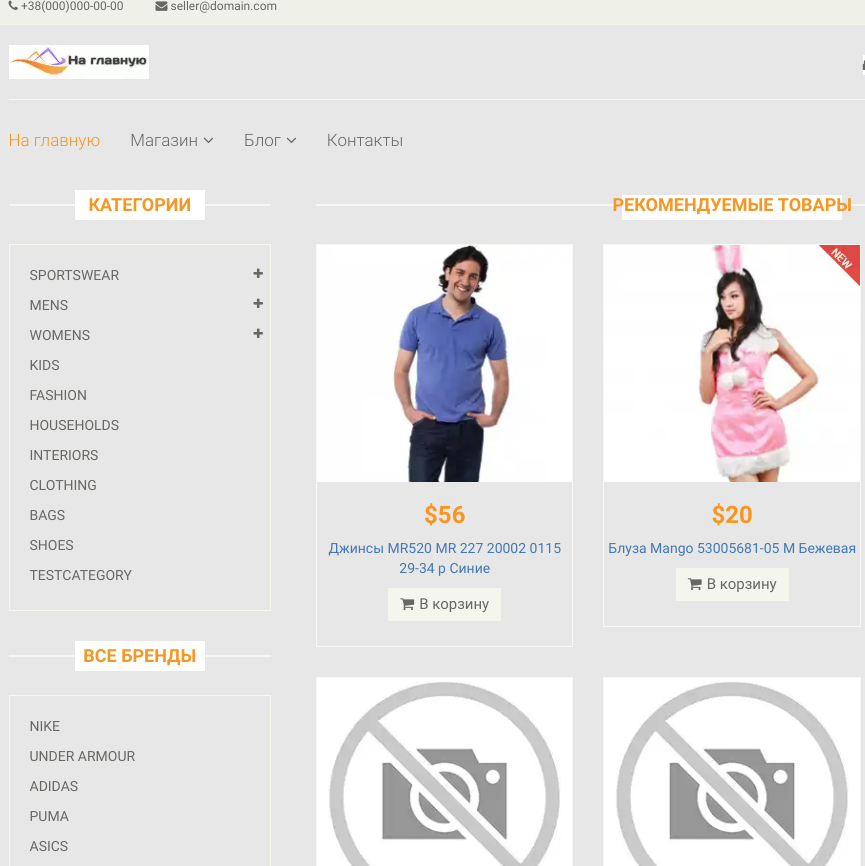 +38(000)000-00-00 seller@domain.com
На главную
На главную Магазин Блог Контакты
КАТЕГОРИИ
SPORTSWEAR
MENS
WOMENS
KIDS
FASHION
HOUSEHOLDS
INTERIORS
CLOTHING
BAGS
SHOES
TESTCATEGORY
ВСЕ БРЕНДЫ
NIKE
UNDER ARMOUR
ADIDAS
PUMA
ASICS
РЕКОМЕНДУЕМЫЕ ТОВАРЫ
$56
Джинсы MR520 MR 227 20002 0115
29-34 р Синие
В корзину
NEW
$20
Блуза Mango 53005681-05 M Бежевая
В корзину